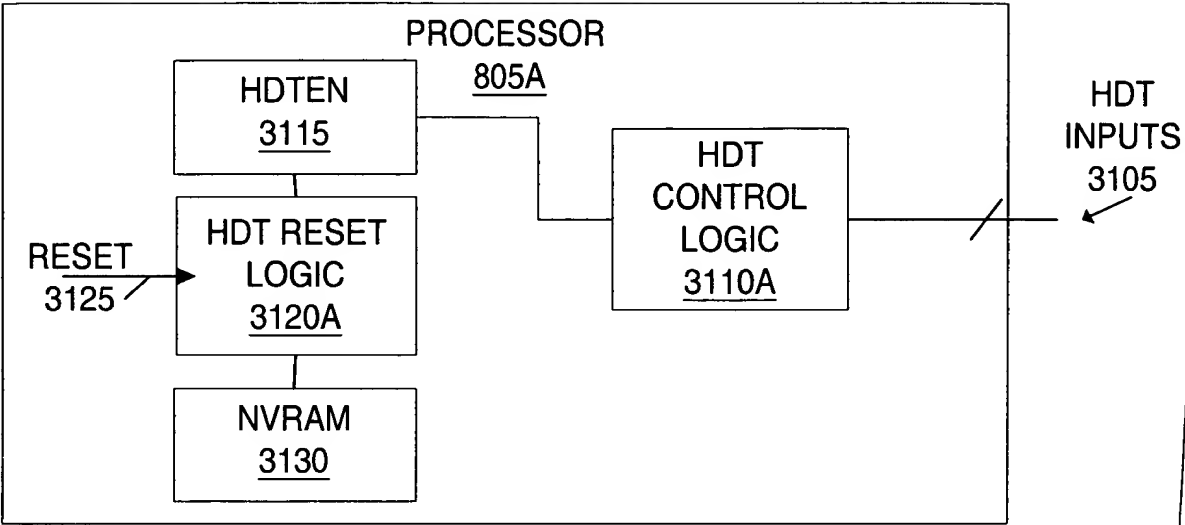 PROCESSOR
805A
HDTEN
3115
HDT RESET
LOGIC
3120A
RESET
3125
NVRAM
3130
HDT
CONTROL
LOGIC
3110A
HDT
INPUTS
3105